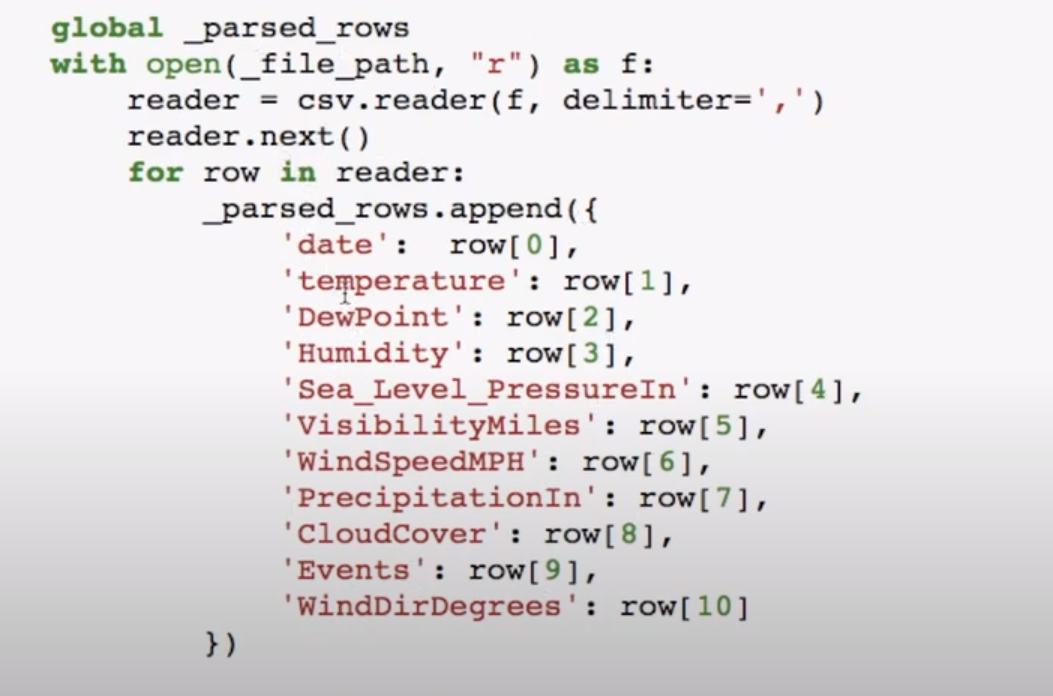 global _parsed_rows
with open(_file_path, "r") as f:
    reader = csv.reader(f, delimiter=',')
    reader.next()
    for row in reader:
        _parsed_rows.append({
            'date':  row[0],
            'temperature': row[1],
            'DewPoint': row[2],
            'Humidity': row[3],
            'Sea_Level_PressureIn': row[4],
            'VisibilityMiles': row[5],
            'WindSpeedMPH': row[6],
            'PrecipitationIn': row[7],
            'CloudCover': row[8],
            'Events': row[9],
            'WindDirDegrees': row[10]
        })